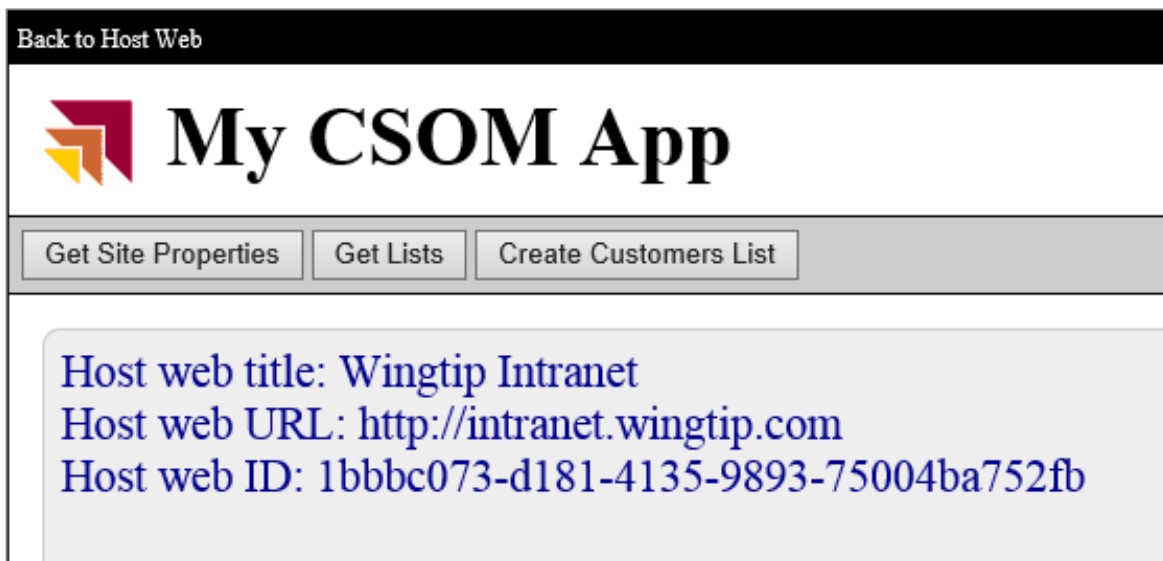 Back to Host Web
My CSOM App
Get Site Properties Get Lists Create Customers List
Host web title: Wingtip Intranet
Host web URL: http://intranet.wingtip.com
Host web ID: 1bbbc073-d181-4135-9893-75004ba752fb